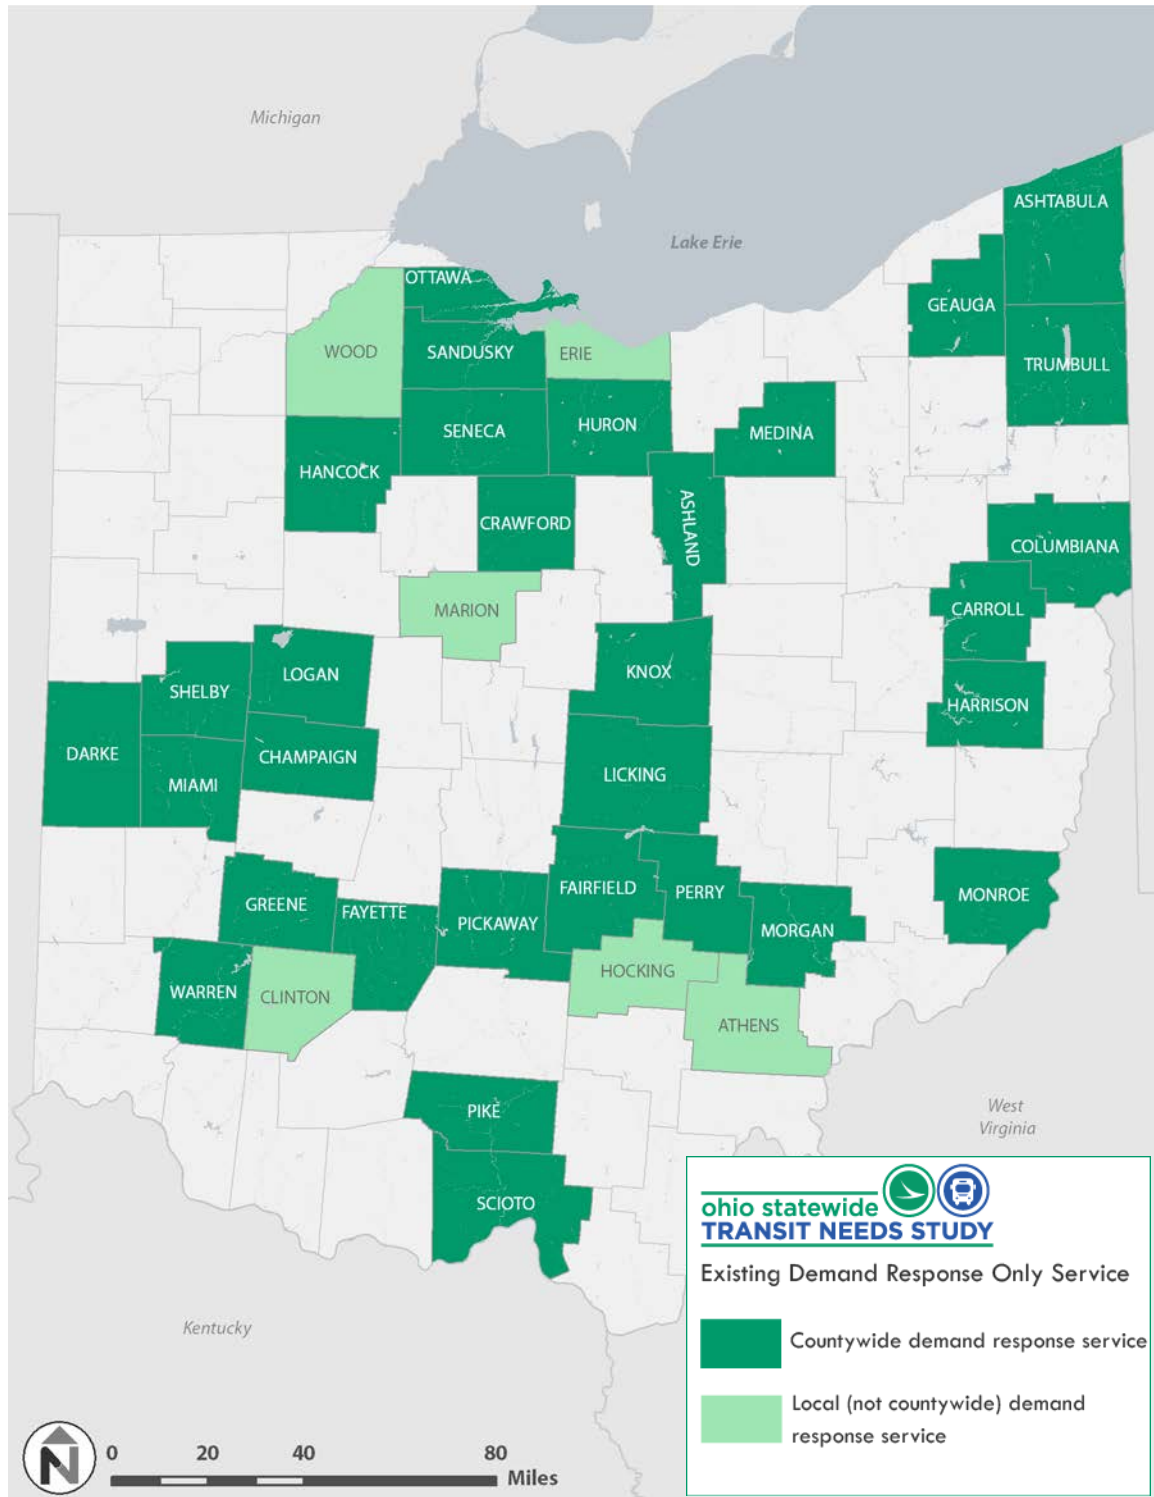 Michigan
Lake Erie
ASHTABULA
OTTAWA
GEAUGA
WOOD
SANDUSKY
ERIE
TRUMBULL
SENECA
HURON
MEDINA
HANCOCK
CRAWFORD
ASHLAND
COLUMBIANA
MARION
CARROLL
LOGAN
KNOX
SHELBY
HARRISON
DARKE
CHAMPAIGN
MIAMI
LICKING
FAIRFIELD
PERRY
MONROE
GREENE
FAYETTE
PICKAWAY
MORGAN
HOCKING
WARREN
CLINTON
ATHENS
PIKE
West
Virginia
SCIOTO
Kentucky
ohio statewide
TRANSIT NEEDS STUDY
Existing Demand Response Only Service
Countywide demand response service
Local (not countywide) demand
response service
N
0 20 40 80
Miles